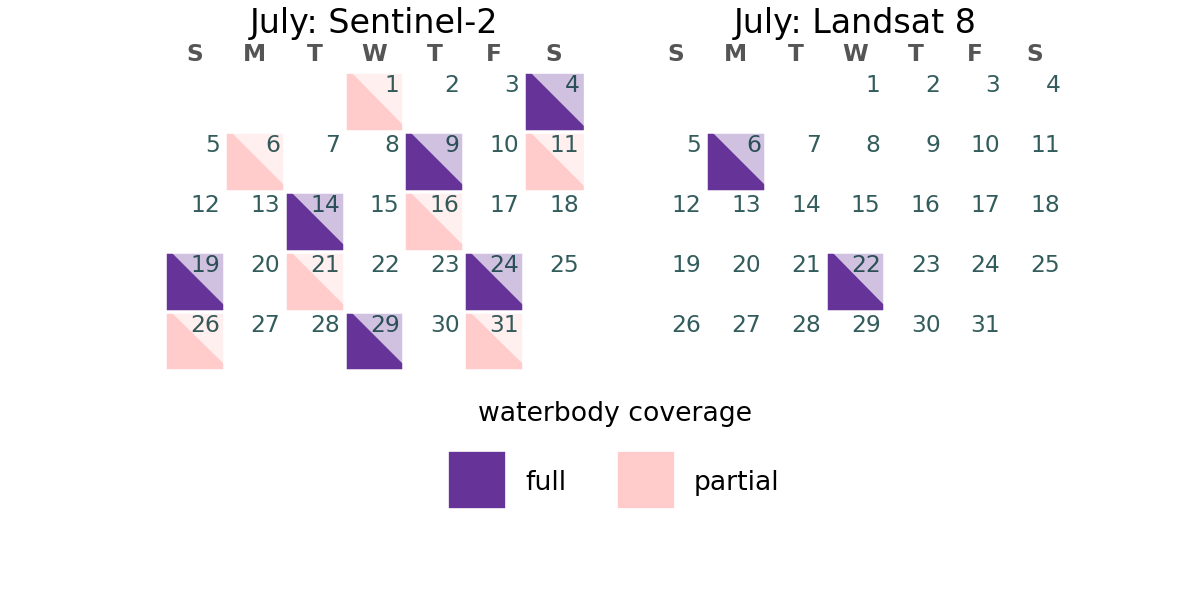 July: Sentinel-2
S M T W T F S
1 2 3 4
5 6 7 8 9 10 11
12 13 14 15 16 17 18
19 20 21 22 23 24 25
26 27 28 29 30 31
July: Landsat 8
S M T W T F S
1 2 3 4
5 6 7 8 9 10 11
12 13 14 15 16 17 18
19 20 21 22 23 24 25
26 27 28 29 30 31
waterbody coverage
full partial